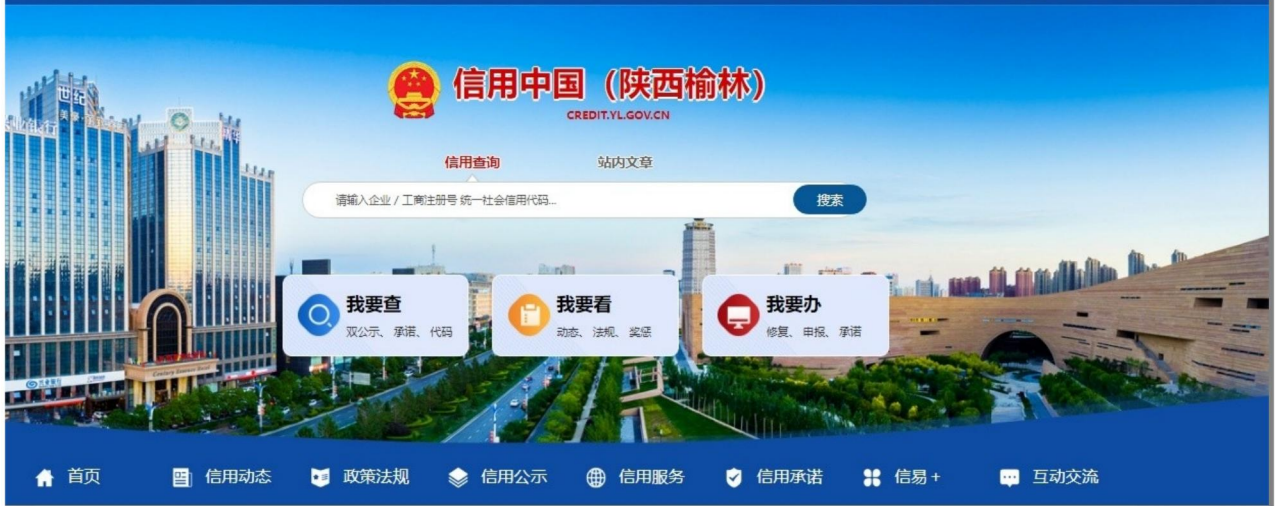 信用中国（陕西榆林）
CREDIT.YL.GOV.CN
信用查询 站内文章
请输入企业 / 工商注册号 统一社会信用代码... 搜索
我要查 我要看 我要办
双公示、承诺、代码 动态、法规、奖惩 修复、申报、承诺
世纪
首页 信用动态 政策法规 信用公示 信用服务 信用承诺 信易+ 互动交流